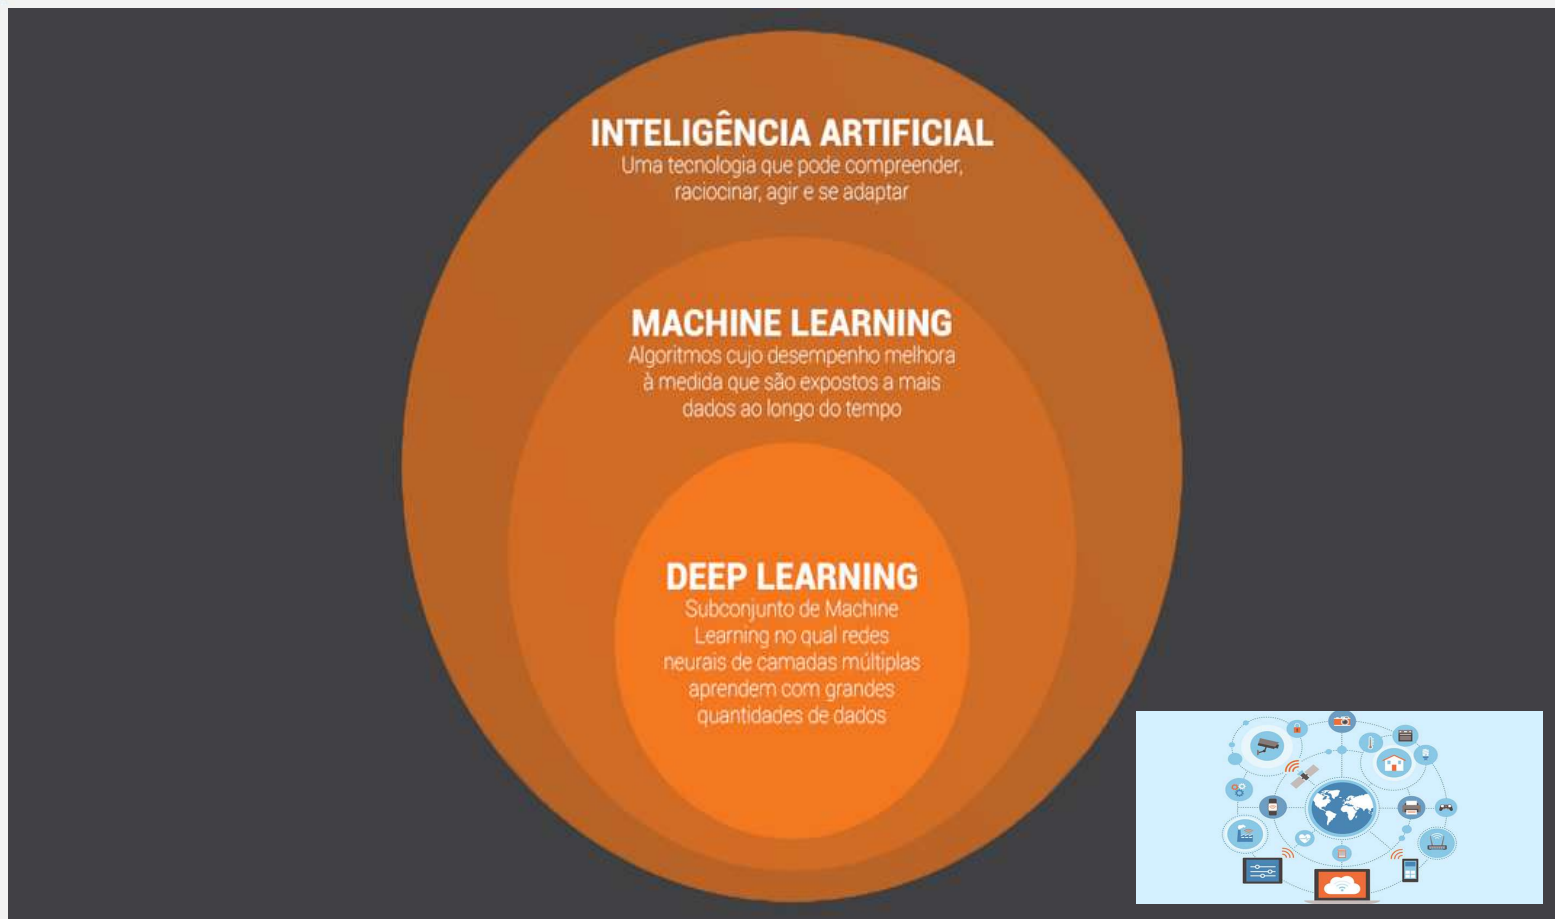 INTELIGÊNCIA ARTIFICIAL
Uma tecnologia que pode compreender,
raciocinar, agir e se adaptar
MACHINE LEARNING
Algoritmos cujo desempenho melhora
à medida que são expostos a mais
dados ao longo do tempo
DEEP LEARNING
Subconjunto de Machine
Learning no qual redes
neurais de camadas múltiplas
aprendem com grandes
quantidades de dados